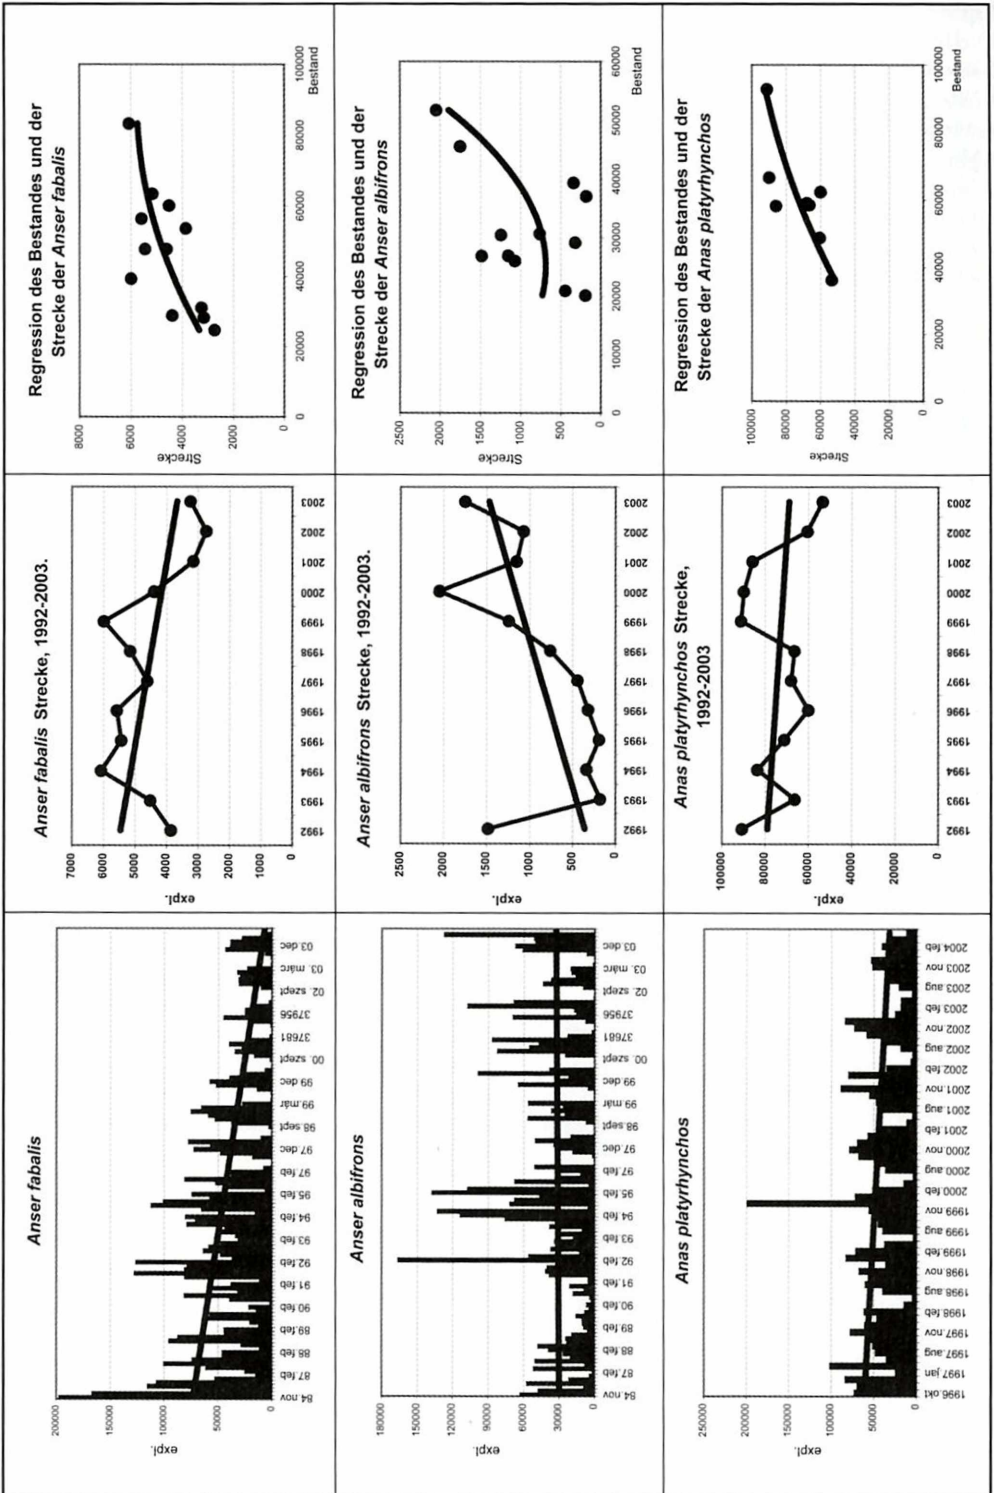 Anser fabalis
expl.
200000
150000
100000
50000
0
84 nov
87.feb
88.feb
89.feb
90.feb
91.feb
92.feb
93.feb
94.feb
95.feb
97.feb
97. dec
98.sept
99.már
99 dec
00. szept
37681
37956
02. szept
03. márc
03.dec
Anser fabalis Strecke, 1992-2003.
expl.
7000
6000
5000
4000
3000
2000
1000
0
1992
1993
1994
1995
1996
1997
1998
1999
2000
2001
2002
2003
Regression des Bestandes und der
Strecke der Anser fabalis
Strecke
8000
6000
4000
2000
0
0
20000
40000
60000
80000
100000
Bestand
Anser albifrons
expl.
180000
150000
120000
90000
60000
30000
0
84 nov
87.feb
88.feb
89.feb
90.feb
91.feb
92.feb
93.feb
94.feb
95.feb
97.feb
97. dec
98.sept
99.már
99 dec
00. szept
37681
37956
02. szept
03. márc
03.dec
Anser albifrons Strecke, 1992-2003.
expl.
2500
2000
1500
1000
500
0
1992
1993
1994
1995
1996
1997
1998
1999
2000
2001
2002
2003
Regression des Bestandes und der
Strecke der Anser albifrons
Strecke
2500
2000
1500
1000
500
0
0
10000
20000
30000
40000
50000
60000
Bestand
Anas platyrhynchos
expl.
250000
200000
150000
100000
50000
0
1996.okt
1997.jan
1997.aug
1997.nov
1998.feb
1998.aug
1998.nov
1999.feb
1999.aug
1999.nov
2000.feb
2000.aug
2000.nov
2001.feb
2001.aug
2001.nov
2002.feb
2002.aug
2002.nov
2003.feb
2003.aug
2003.nov
2004.feb
Anas platyrhynchos Strecke,
1992-2003
expl.
100000
80000
60000
40000
20000
0
1992
1993
1994
1995
1996
1997
1998
1999
2000
2001
2002
2003
Regression des Bestandes und der
Strecke der Anas platyrhynchos
Strecke
100000
80000
60000
40000
20000
0
0
20000
40000
60000
80000
100000
Bestand